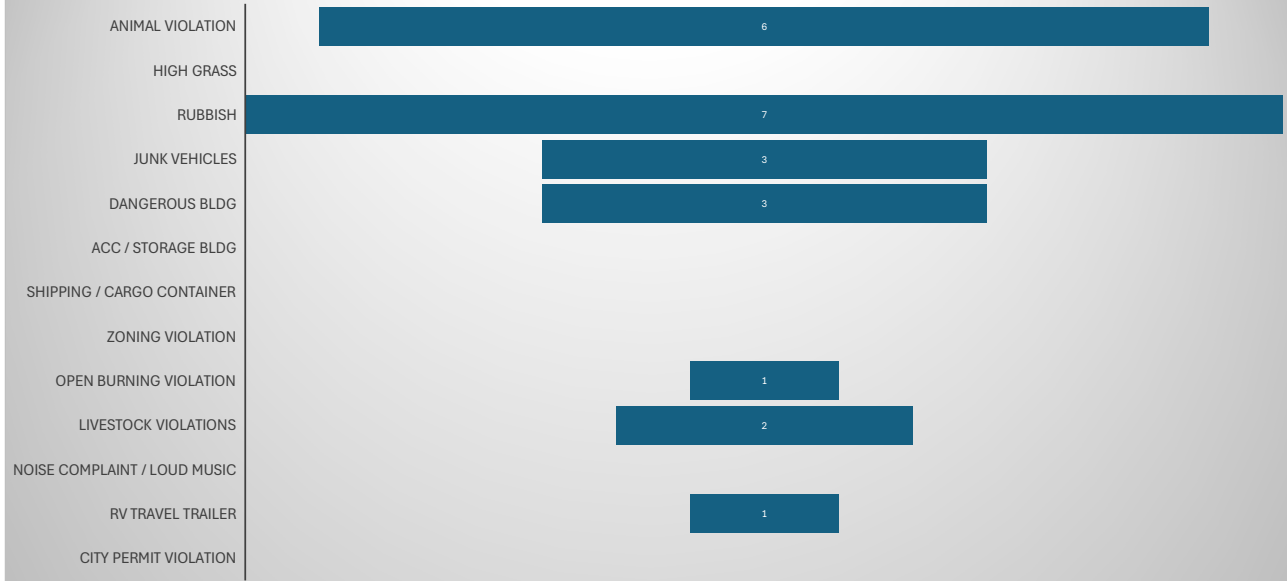 ANIMAL VIOLATION 6
HIGH GRASS
RUBBISH 7
JUNK VEHICLES 3
DANGEROUS BLDG 3
ACC / STORAGE BLDG
SHIPPING / CARGO CONTAINER
ZONING VIOLATION
OPEN BURNING VIOLATION 1
LIVESTOCK VIOLATIONS 2
NOISE COMPLAINT / LOUD MUSIC
RV TRAVEL TRAILER 1
CITY PERMIT VIOLATION